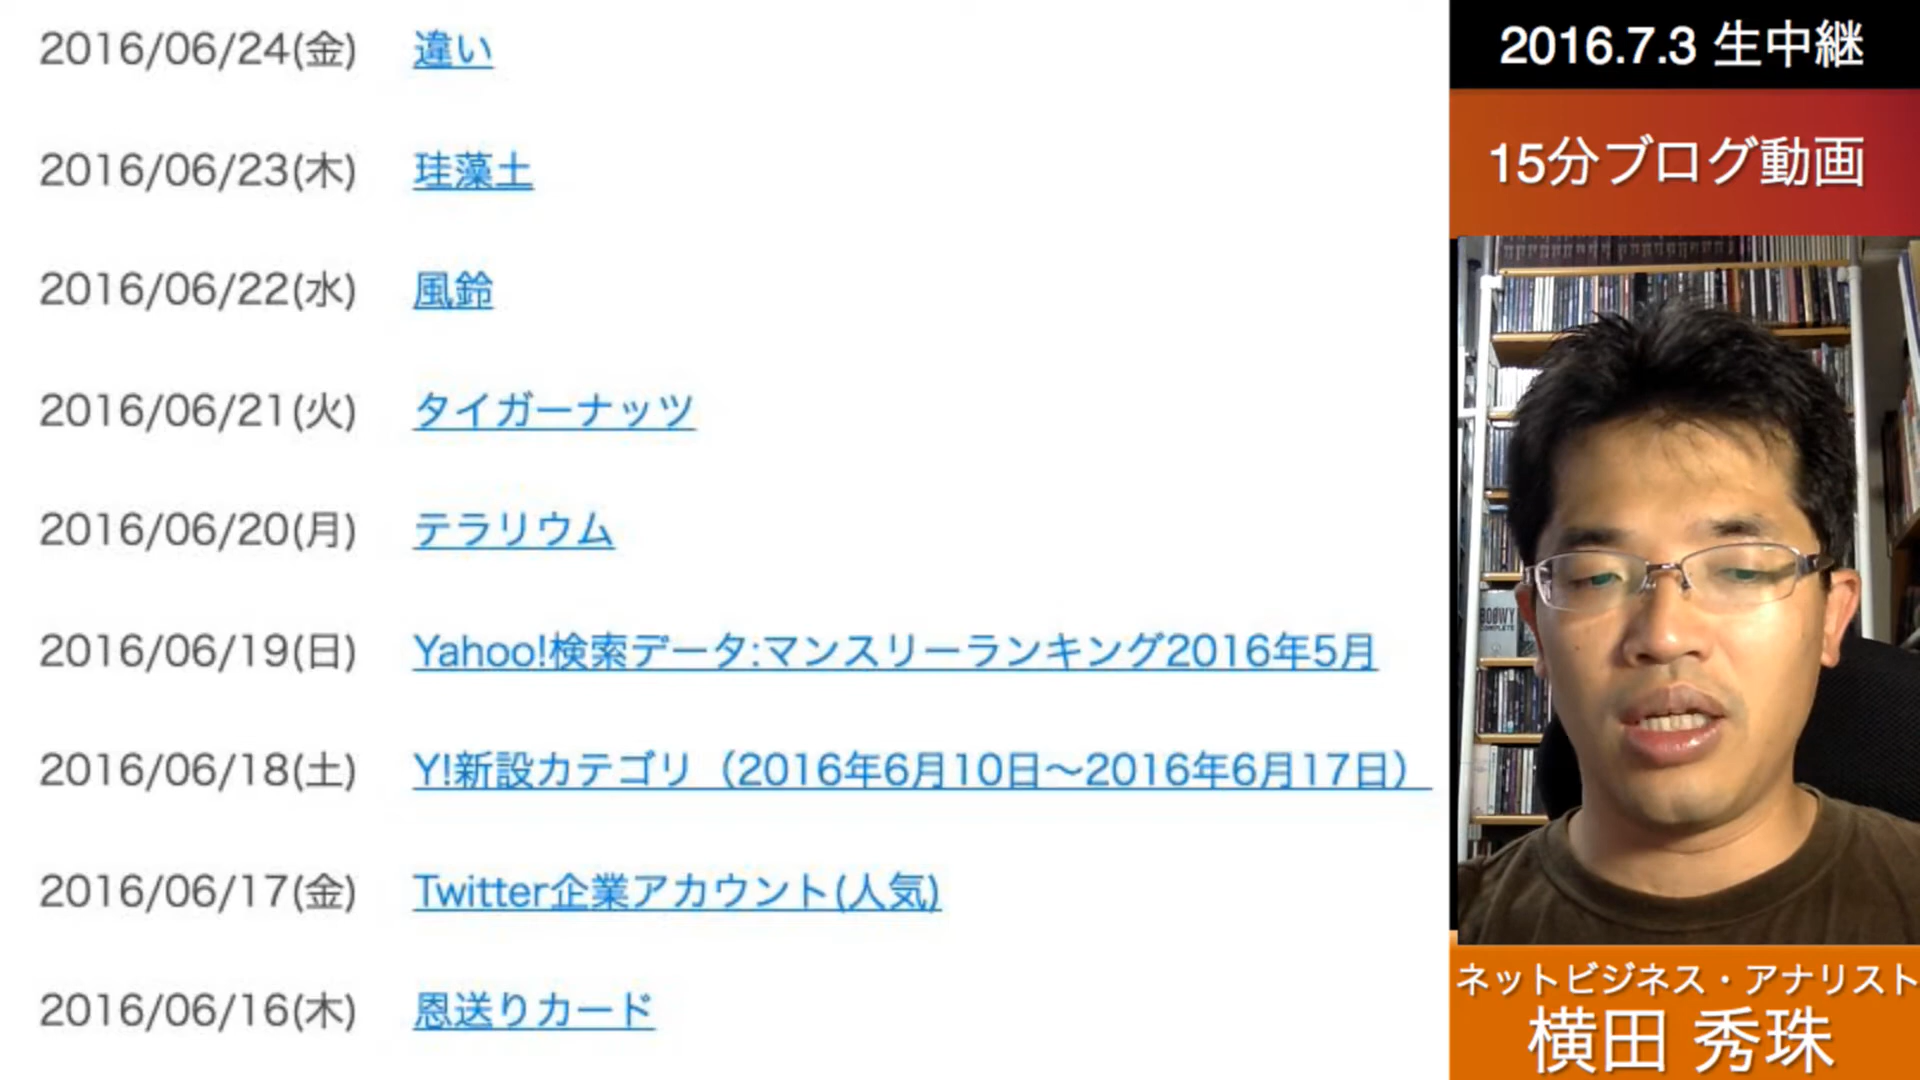 2016/06/24(金) 違い
2016/06/23(木) 珪藻土
2016/06/22(水) 風鈴
2016/06/21(火) タイガーナッツ
2016/06/20(月) テラリウム
2016/06/19(日) Yahoo!検索データ:マンスリーランキング2016年5月
2016/06/18(土) Y!新設カテゴリ（2016年6月10日〜2016年6月17日）
2016/06/17(金) Twitter企業アカウント(人気)
2016/06/16(木) 恩送りカード
2016.7.3 生中継
15分ブログ動画
BOØWY
COMPLETE
ネットビジネス・アナリスト
横田 秀珠